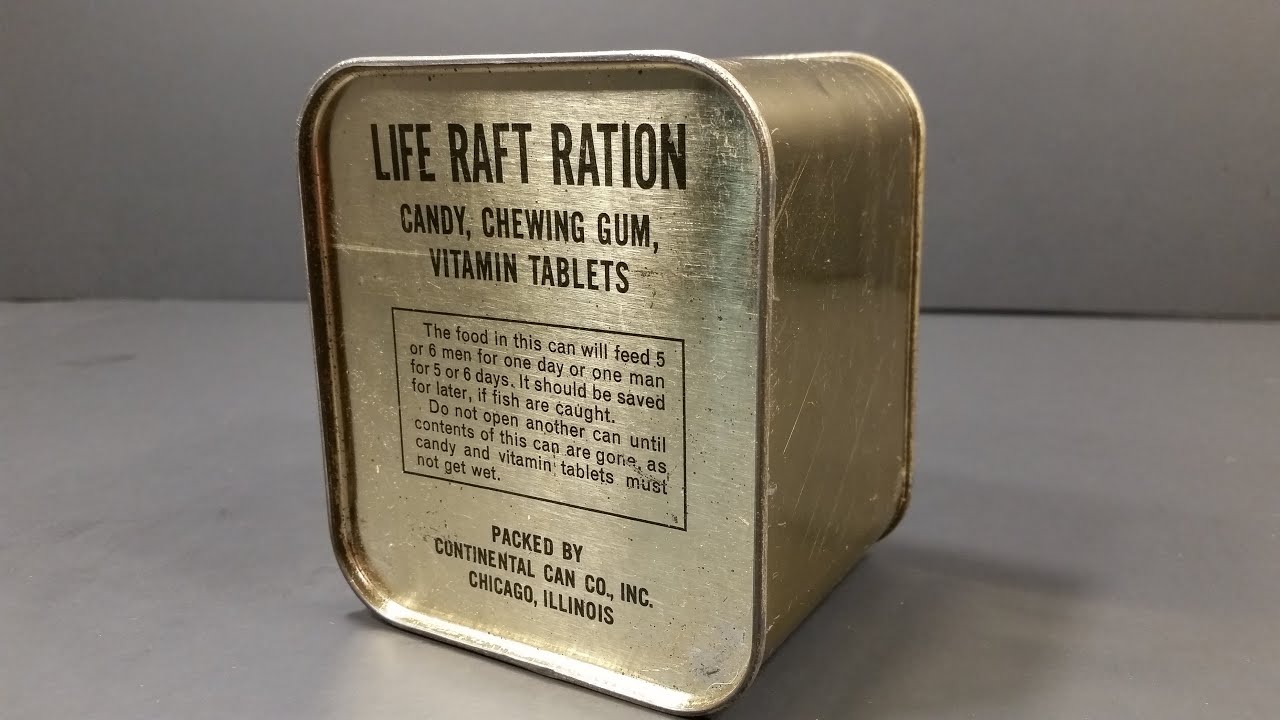 LIFE RAFT RATION
CANDY, CHEWING GUM,
VITAMIN TABLETS
The food in this can will feed 5
or 6 men for one day or one man
for 5 or 6 days. It should be saved
for later, if fish are caught.
Do not open another can until
contents of this can are gone, as
candy and vitamin tablets must
not get wet.
PACKED BY
CONTINENTAL CAN CO., INC.
CHICAGO, ILLINOIS